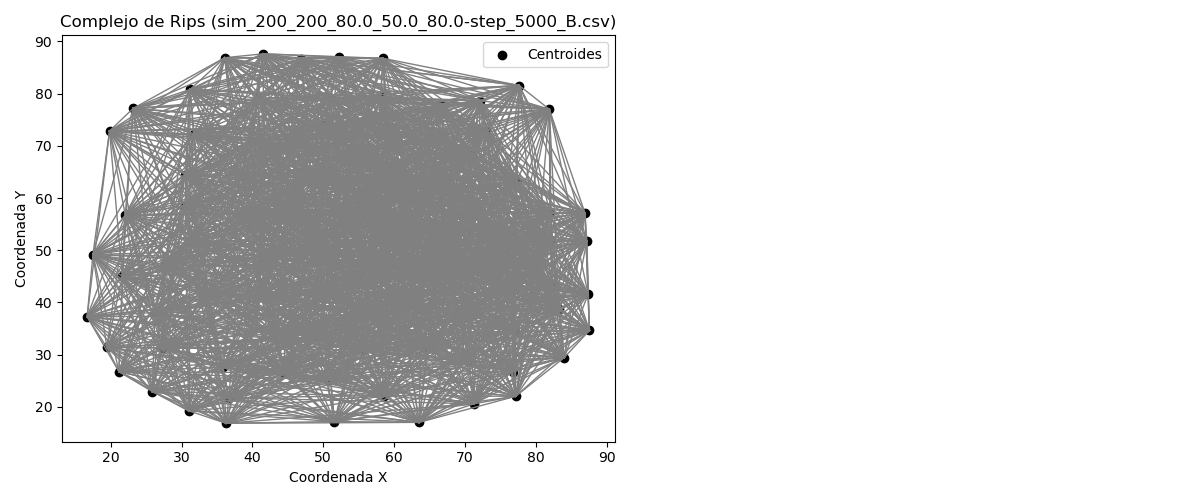 Complejo de Rips (sim_200_200_80.0_50.0_80.0-step_5000_B.csv)
Centroides
90
80
70
60
50
40
30
20
Coordenada Y
20 30 40 50 60 70 80 90
Coordenada X